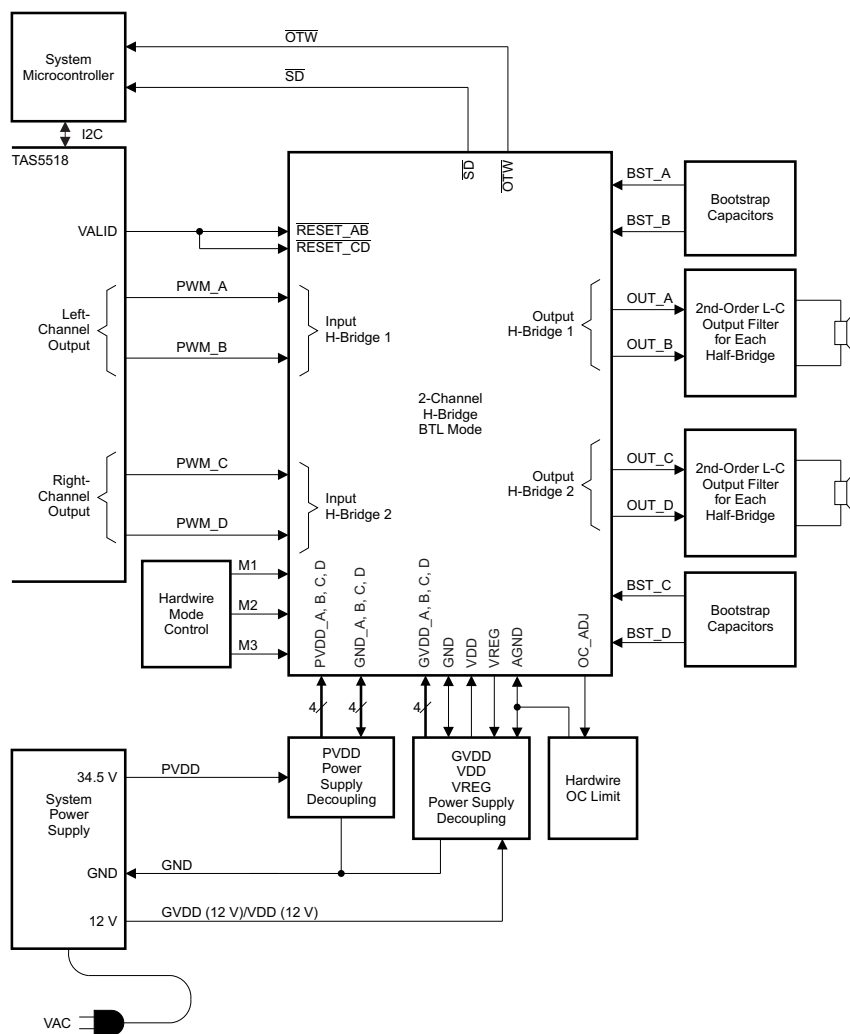 OTW
System
Microcontroller
SD
I2C
TAS5518
SD
OTW
BST_A
Bootstrap
Capacitors
BST_B
VALID
RESET_AB
RESET_CD
PWM_A
Left-
Channel
Output
Input
H-Bridge 1
PWM_B
Output
H-Bridge 1
OUT_A
2nd-Order L-C
Output Filter
for Each
Half-Bridge
OUT_B
2-Channel
H-Bridge
BTL Mode
PWM_C
Right-
Channel
Output
Input
H-Bridge 2
PWM_D
Output
H-Bridge 2
OUT_C
2nd-Order L-C
Output Filter
for Each
Half-Bridge
OUT_D
M1
Hardwire
Mode
Control
M2
M3
PVDD_A, B, C, D
GND_A, B, C, D
GVDD_A, B, C, D
GND
VDD
VREG
AGND
OC_ADJ
BST_C
Bootstrap
Capacitors
BST_D
4
4
4
34.5 V
PVDD
PVDD
Power
Supply
Decoupling
GVDD
VDD
VREG
Power Supply
Decoupling
Hardwire
OC Limit
System
Power
Supply
GND
GND
12 V
GVDD (12 V)/VDD (12 V)
VAC